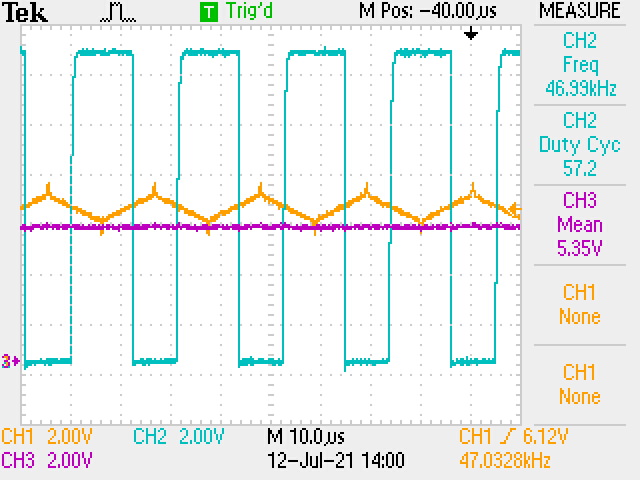 Tek T Trig'd M Pos: -40.00µs MEASURE
CH2
Freq
46.99kHz
CH2
Duty Cyc
57.2
CH3
Mean
5.35V
CH1
None
CH1
None
3
CH1 2.00V CH2 2.00V M 10.0µs CH1 / 6.12V
CH3 2.00V 12-Jul-21 14:00 47.0328kHz